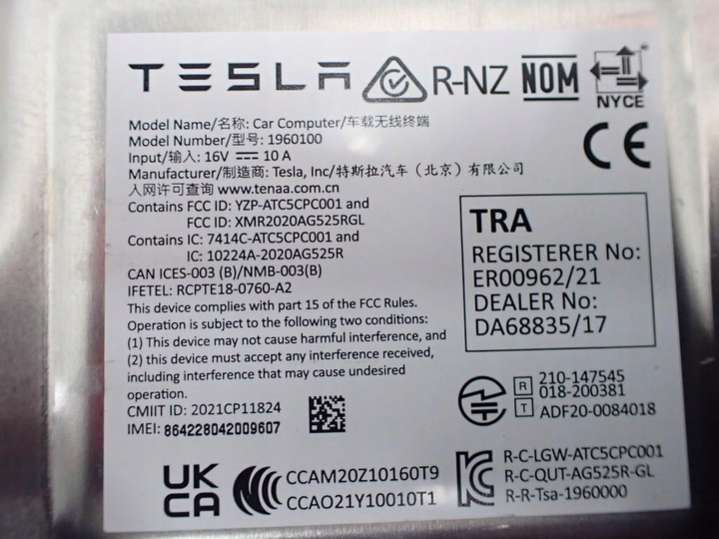 TESLA R-NZ NOM
NYCE
CE
Model Name/名称: Car Computer/车载无线终端
Model Number/型号: 1960100
Input/输入: 16V ⎓ 10 A
Manufacturer/制造商: Tesla, Inc/特斯拉汽车（北京）有限公司
入网许可查询 www.tenaa.com.cn
Contains FCC ID: YZP-ATC5CPC001 and
FCC ID: XMR2020AG525RGL
Contains IC: 7414C-ATC5CPC001 and
IC: 10224A-2020AG525R
CAN ICES-003 (B)/NMB-003(B)
IFETEL: RCPTE18-0760-A2
This device complies with part 15 of the FCC Rules.
Operation is subject to the following two conditions:
(1) This device may not cause harmful interference, and
(2) this device must accept any interference received,
including interference that may cause undesired
operation.
CMIIT ID: 2021CP11824
IMEI: 864228042009607
TRA
REGISTERER No:
ER00962/21
DEALER No:
DA68835/17
R 210-147545
018-200381
T ADF20-0084018
UK
CA
CCAM20Z10160T9
CCAO21Y10010T1
R-C-LGW-ATC5CPC001
R-C-QUT-AG525R-GL
R-R-Tsa-1960000